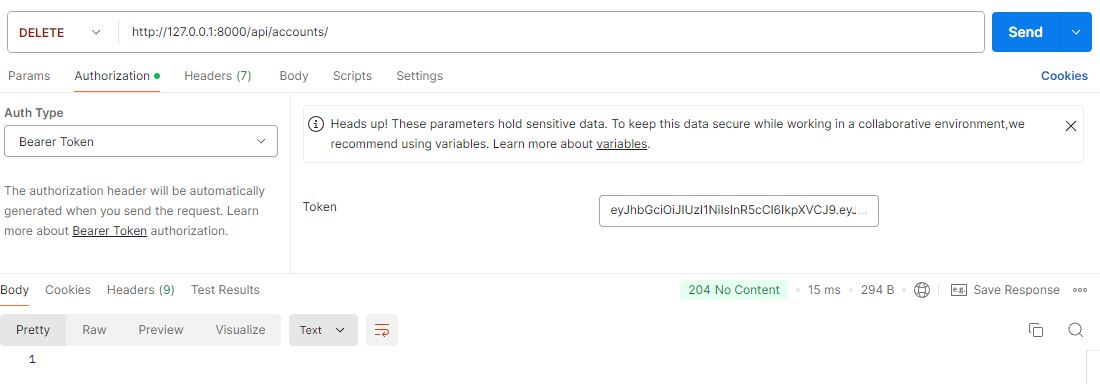 DELETE http://127.0.0.1:8000/api/accounts/ Send
Params Authorization Headers (7) Body Scripts Settings Cookies
Auth Type
Bearer Token
The authorization header will be automatically
generated when you send the request. Learn
more about Bearer Token authorization.
Heads up! These parameters hold sensitive data. To keep this data secure while working in a collaborative environment,we
recommend using variables. Learn more about variables.
Token eyJhbGciOiJIUzI1NiIsInR5cCI6IkpXVCJ9.eyJ...
Body Cookies Headers (9) Test Results 204 No Content 15 ms 294 B e.g. Save Response
Pretty Raw Preview Visualize Text
1